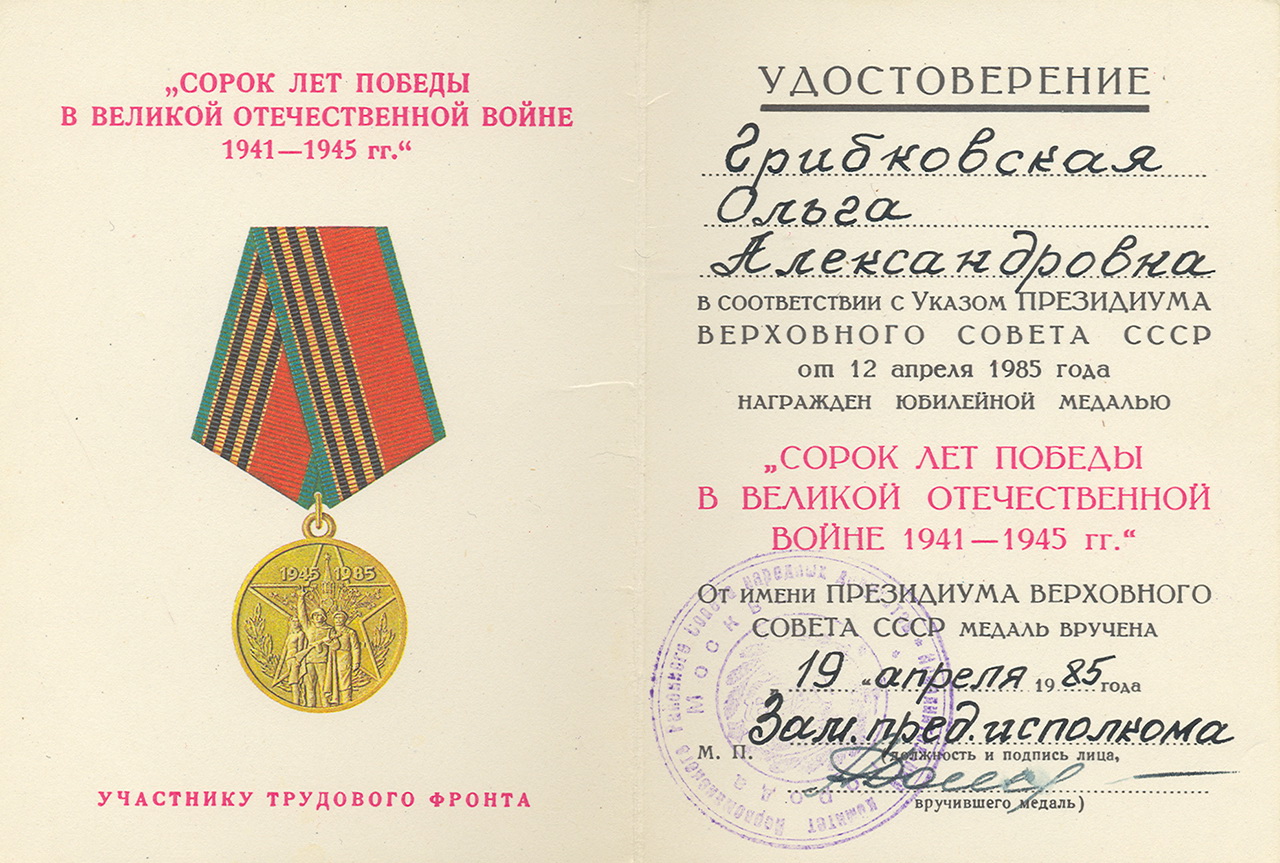 „СОРОК ЛЕТ ПОБЕДЫ
В ВЕЛИКОЙ ОТЕЧЕСТВЕННОЙ ВОЙНЕ
1941—1945 гг.“
1945 1985
УЧАСТНИКУ ТРУДОВОГО ФРОНТА
УДОСТОВЕРЕНИЕ
Грибковская
Ольга
Александровна
В СООТВЕТСТВИИ С УКАЗОМ ПРЕЗИДИУМА
ВЕРХОВНОГО СОВЕТА СССР
от 12 апреля 1985 года
НАГРАЖДЕН ЮБИЛЕЙНОЙ МЕДАЛЬЮ
„СОРОК ЛЕТ ПОБЕДЫ
В ВЕЛИКОЙ ОТЕЧЕСТВЕННОЙ
ВОЙНЕ 1941—1945 гг.“
ОТ ИМЕНИ ПРЕЗИДИУМА ВЕРХОВНОГО
СОВЕТА СССР МЕДАЛЬ ВРУЧЕНА
„19“ апреля 1985 года
Зам. пред. исполкома
М. П. (должность и подпись лица,
вручившего медаль)